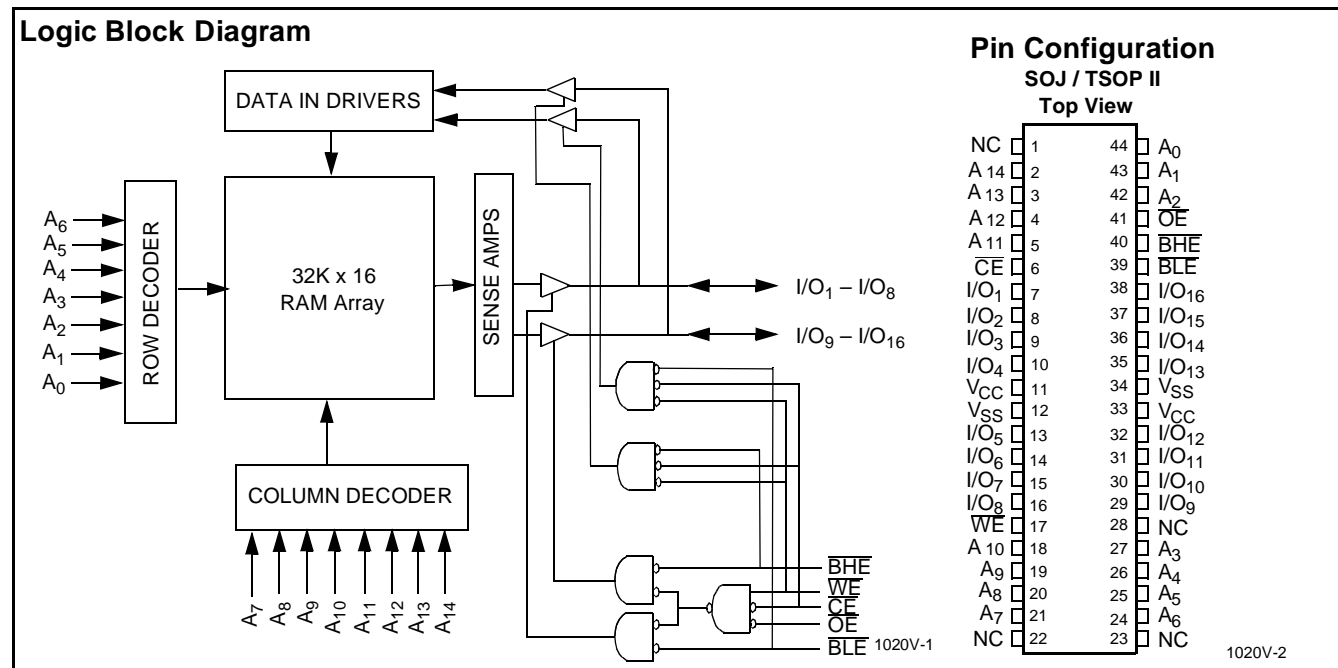 Logic Block Diagram
DATA IN DRIVERS
A6
A5
A4
A3
A2
A1
A0
ROW DECODER
32K x 16
RAM Array
SENSE AMPS
I/O1 – I/O8
I/O9 – I/O16
COLUMN DECODER
A7
A8
A9
A10
A11
A12
A13
A14
BHE
WE
CE
OE
BLE
1020V-1
Pin Configuration
SOJ / TSOP II
Top View
NC 1 44 A0
A14 2 43 A1
A13 3 42 A2
A12 4 41 OE
A11 5 40 BHE
CE 6 39 BLE
I/O1 7 38 I/O16
I/O2 8 37 I/O15
I/O3 9 36 I/O14
I/O4 10 35 I/O13
VCC 11 34 VSS
VSS 12 33 VCC
I/O5 13 32 I/O12
I/O6 14 31 I/O11
I/O7 15 30 I/O10
I/O8 16 29 I/O9
WE 17 28 NC
A10 18 27 A3
A9 19 26 A4
A8 20 25 A5
A7 21 24 A6
NC 22 23 NC
1020V-2